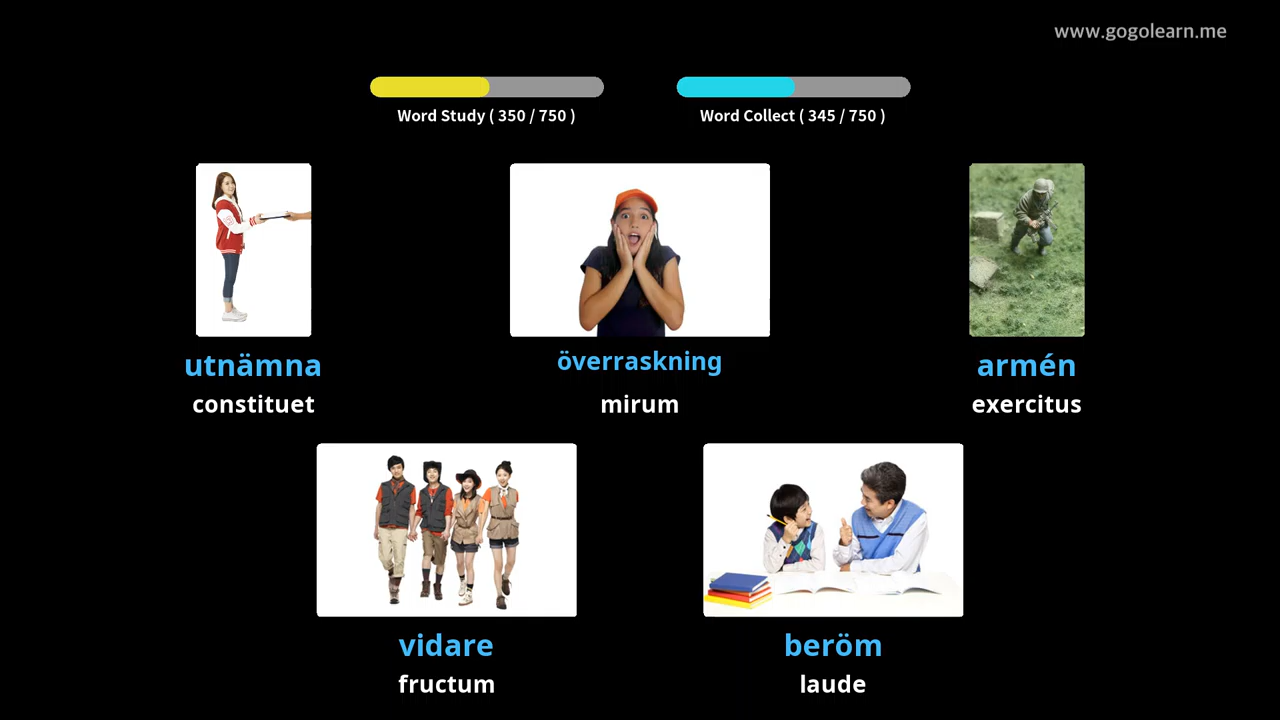 www.gogolearn.me
Word Study ( 350 / 750 )
Word Collect ( 345 / 750 )
utnämna
constituet
överraskning
mirum
armén
exercitus
vidare
fructum
beröm
laude